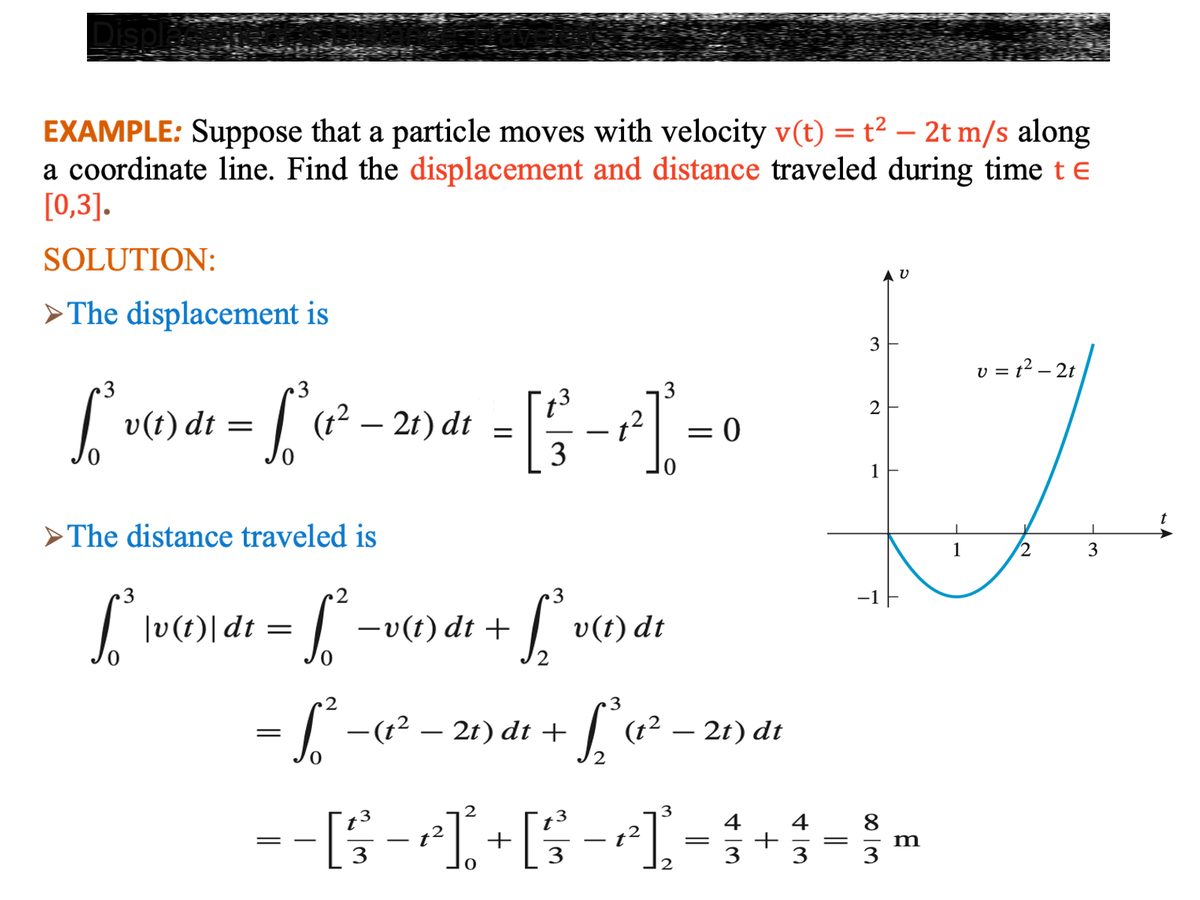 EXAMPLE: Suppose that a particle moves with velocity v(t) = t² − 2t m/s along
a coordinate line. Find the displacement and distance traveled during time t ∈
[0,3].
SOLUTION:
➢The displacement is
∫₀³ v(t) dt = ∫₀³ (t² − 2t) dt = [t³/3 − t²]₀³ = 0
➢The distance traveled is
∫₀³ |v(t)| dt = ∫₀² −v(t) dt + ∫₂³ v(t) dt
= ∫₀² −(t² − 2t) dt + ∫₂³ (t² − 2t) dt
= −[t³/3 − t²]₀² + [t³/3 − t²]₂³ = 4/3 + 4/3 = 8/3 m
υ
3
υ = t² − 2t
2
1
t
1 2 3
−1